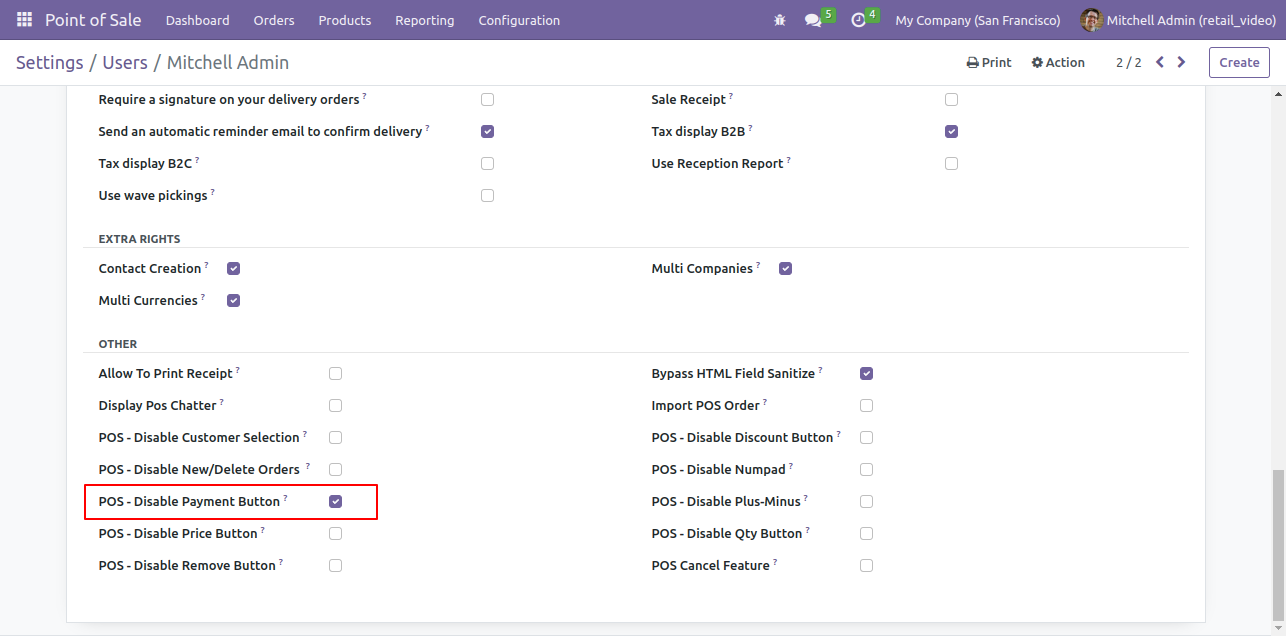 Point of Sale Dashboard Orders Products Reporting Configuration 5 4 My Company (San Francisco) Mitchell Admin (retail_video)
Settings / Users / Mitchell Admin Print Action 2 / 2 Create
Require a signature on your delivery orders ? Sale Receipt ?
Send an automatic reminder email to confirm delivery ? Tax display B2B ?
Tax display B2C ? Use Reception Report ?
Use wave pickings ?
EXTRA RIGHTS
Contact Creation ? Multi Companies ?
Multi Currencies ?
OTHER
Allow To Print Receipt ? Bypass HTML Field Sanitize ?
Display Pos Chatter ? Import POS Order ?
POS - Disable Customer Selection ? POS - Disable Discount Button ?
POS - Disable New/Delete Orders ? POS - Disable Numpad ?
POS - Disable Payment Button ? POS - Disable Plus-Minus ?
POS - Disable Price Button ? POS - Disable Qty Button ?
POS - Disable Remove Button ? POS Cancel Feature ?